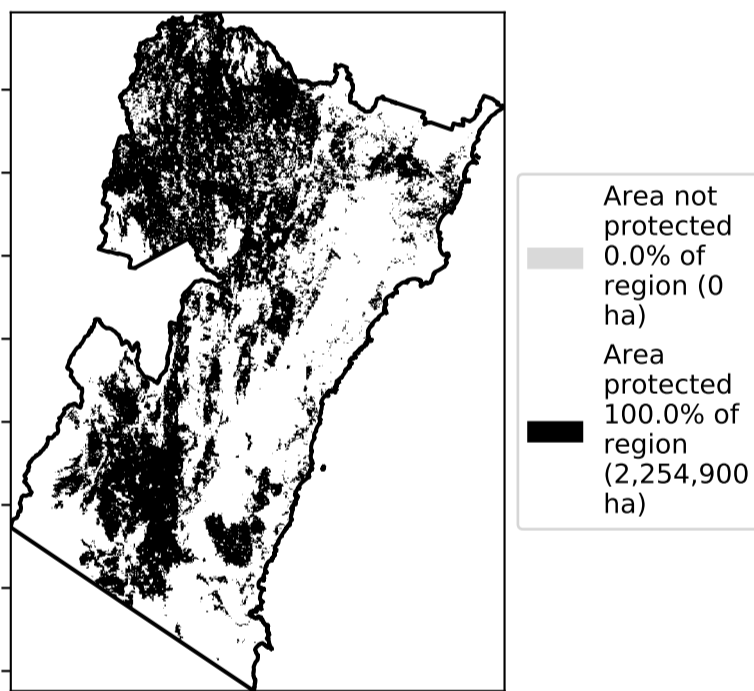 Area not
protected
0.0% of
region (0
ha)
Area
protected
100.0% of
region
(2,254,900
ha)